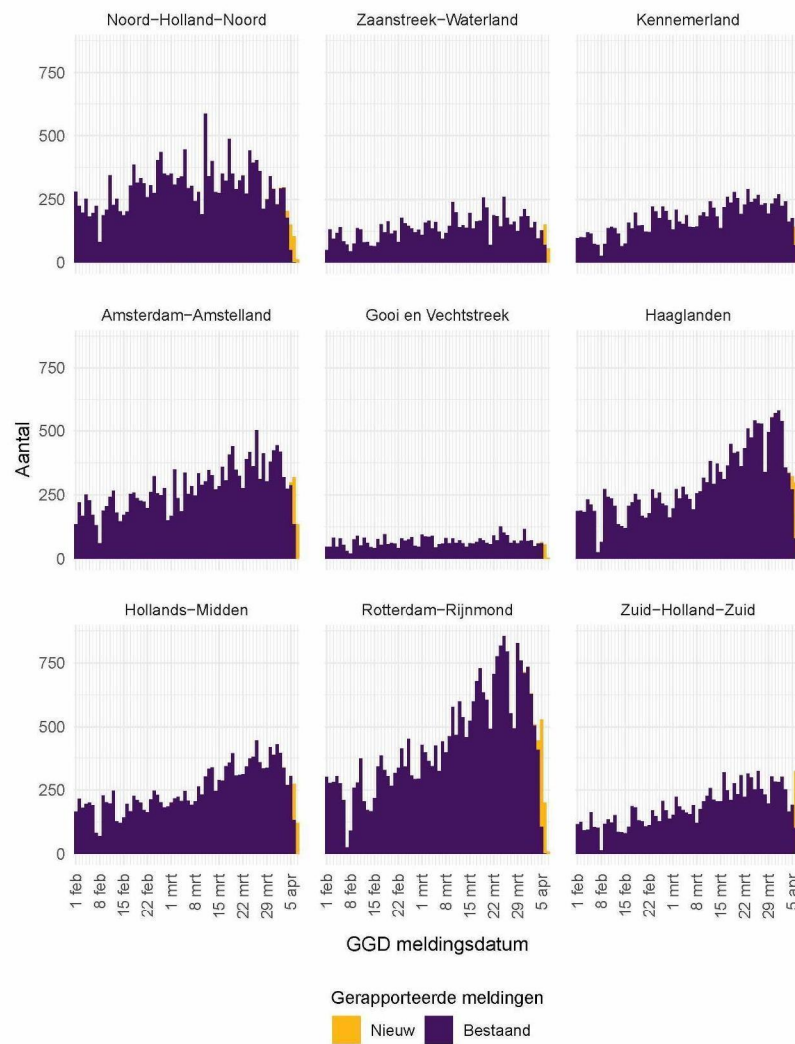 Noord-Holland-Noord Zaanstreek-Waterland Kennemerland
750
500
250
0
Amsterdam-Amstelland Gooi en Vechtstreek Haaglanden
750
500
250
0
Aantal
Hollands-Midden Rotterdam-Rijnmond Zuid-Holland-Zuid
750
500
250
0
1 feb 8 feb 15 feb 22 feb 1 mrt 8 mrt 15 mrt 22 mrt 29 mrt 5 apr 1 feb 8 feb 15 feb 22 feb 1 mrt 8 mrt 15 mrt 22 mrt 29 mrt 5 apr 1 feb 8 feb 15 feb 22 feb 1 mrt 8 mrt 15 mrt 22 mrt 29 mrt 5 apr
GGD meldingsdatum
Gerapporteerde meldingen
Nieuw Bestaand